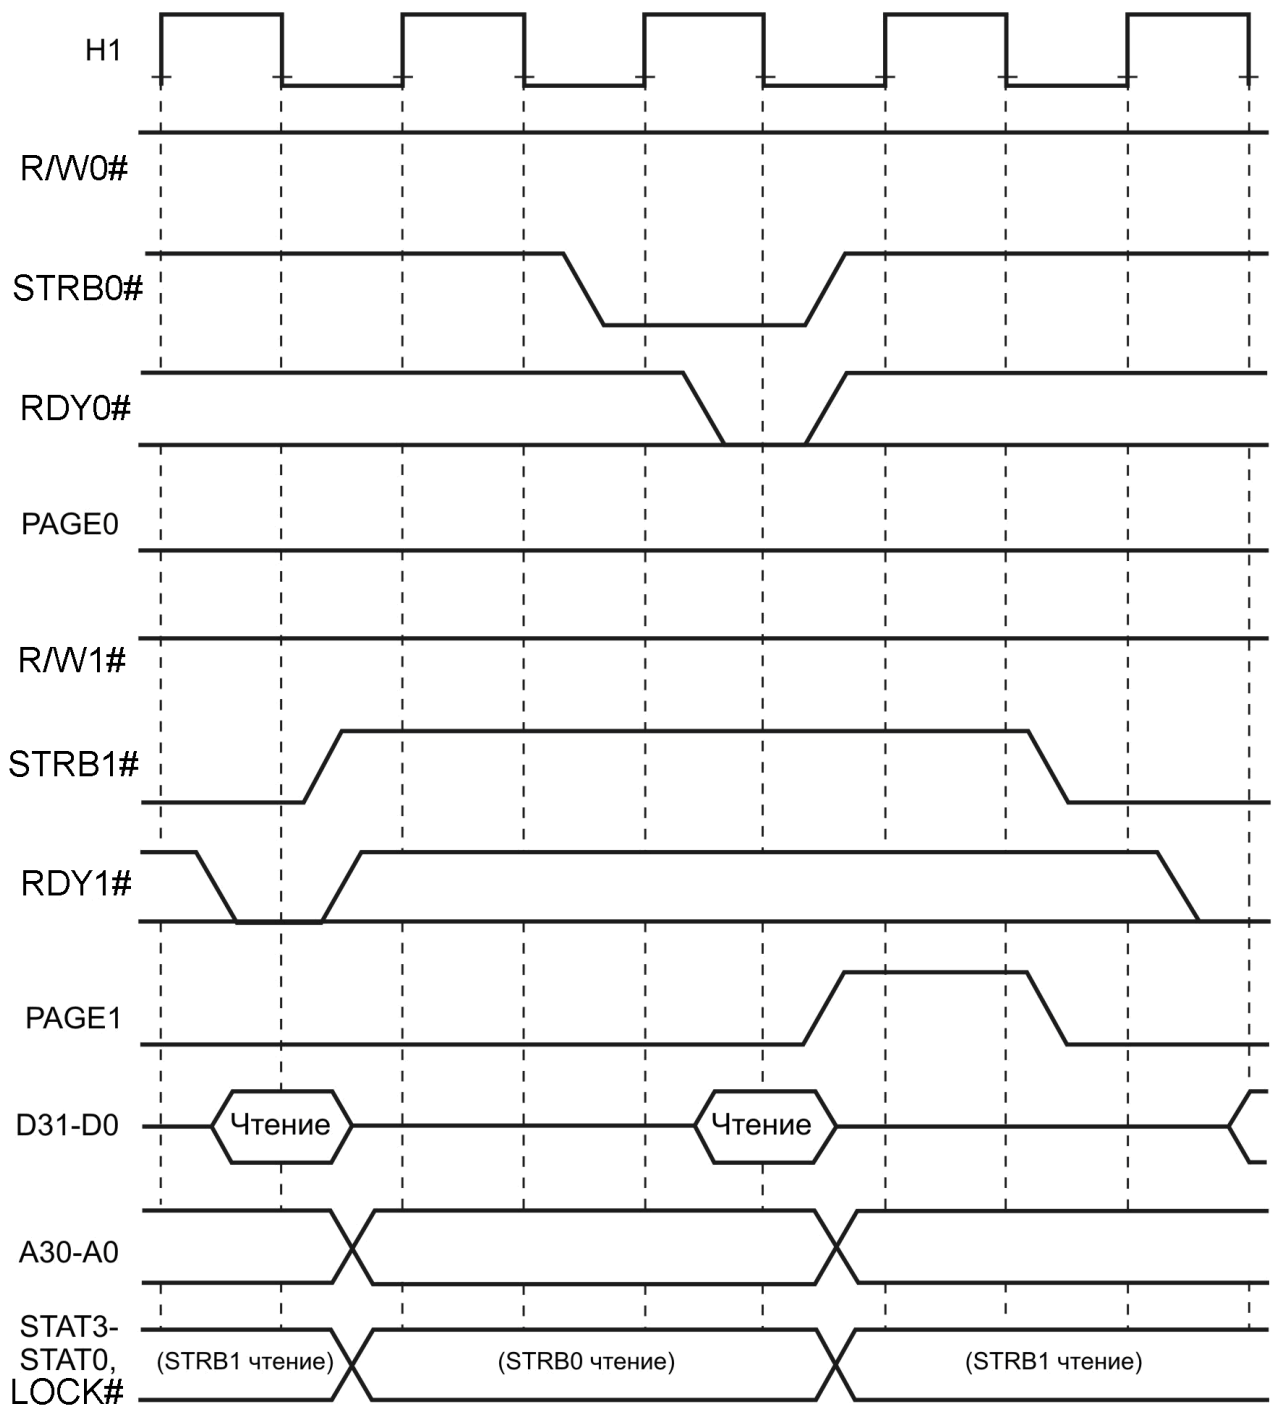 H1
R/W0#
STRB0#
RDY0#
PAGE0
R/W1#
STRB1#
RDY1#
PAGE1
D31-D0
Чтение
Чтение
A30-A0
STAT3-
STAT0,
LOCK#
(STRB1 чтение)
(STRB0 чтение)
(STRB1 чтение)